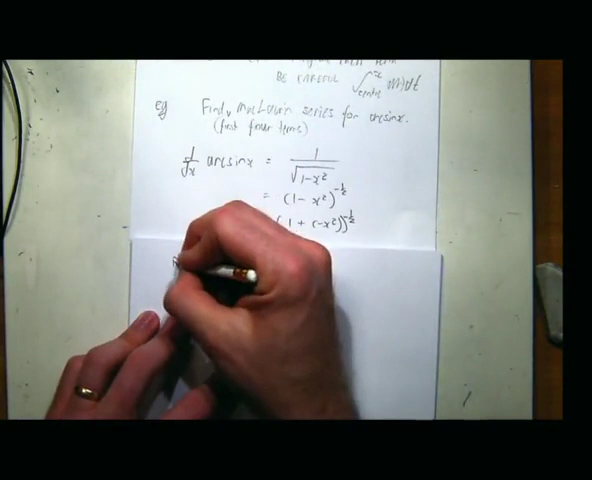 BE CAREFUL ∫ centre x
eg Find Maclaurin series for arcsinx.
(first four terms)
d/dx arcsinx = 1/√(1-x²)
= (1-x²)^-½
(1 + (-x²))^-½